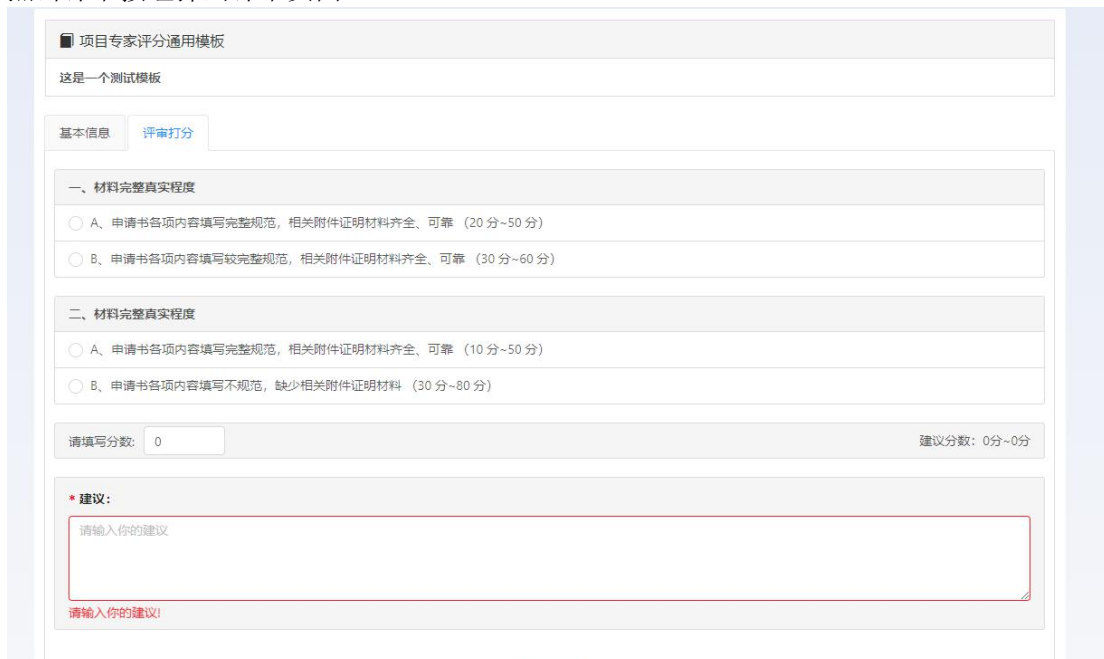 项目专家评分通用模板
这是一个测试模板
基本信息 评审打分
一、材料完整真实程度
A、申请书各项内容填写完整规范，相关附件证明材料齐全、可靠 （20 分~50 分）
B、申请书各项内容填写较完整规范，相关附件证明材料齐全、可靠 （30 分~60 分）
二、材料完整真实程度
A、申请书各项内容填写完整规范，相关附件证明材料齐全、可靠 （10 分~50 分）
B、申请书各项内容填写不规范，缺少相关附件证明材料 （30 分~80 分）
请填写分数: 0 建议分数：0分~0分
* 建议：
请输入你的建议
请输入你的建议!